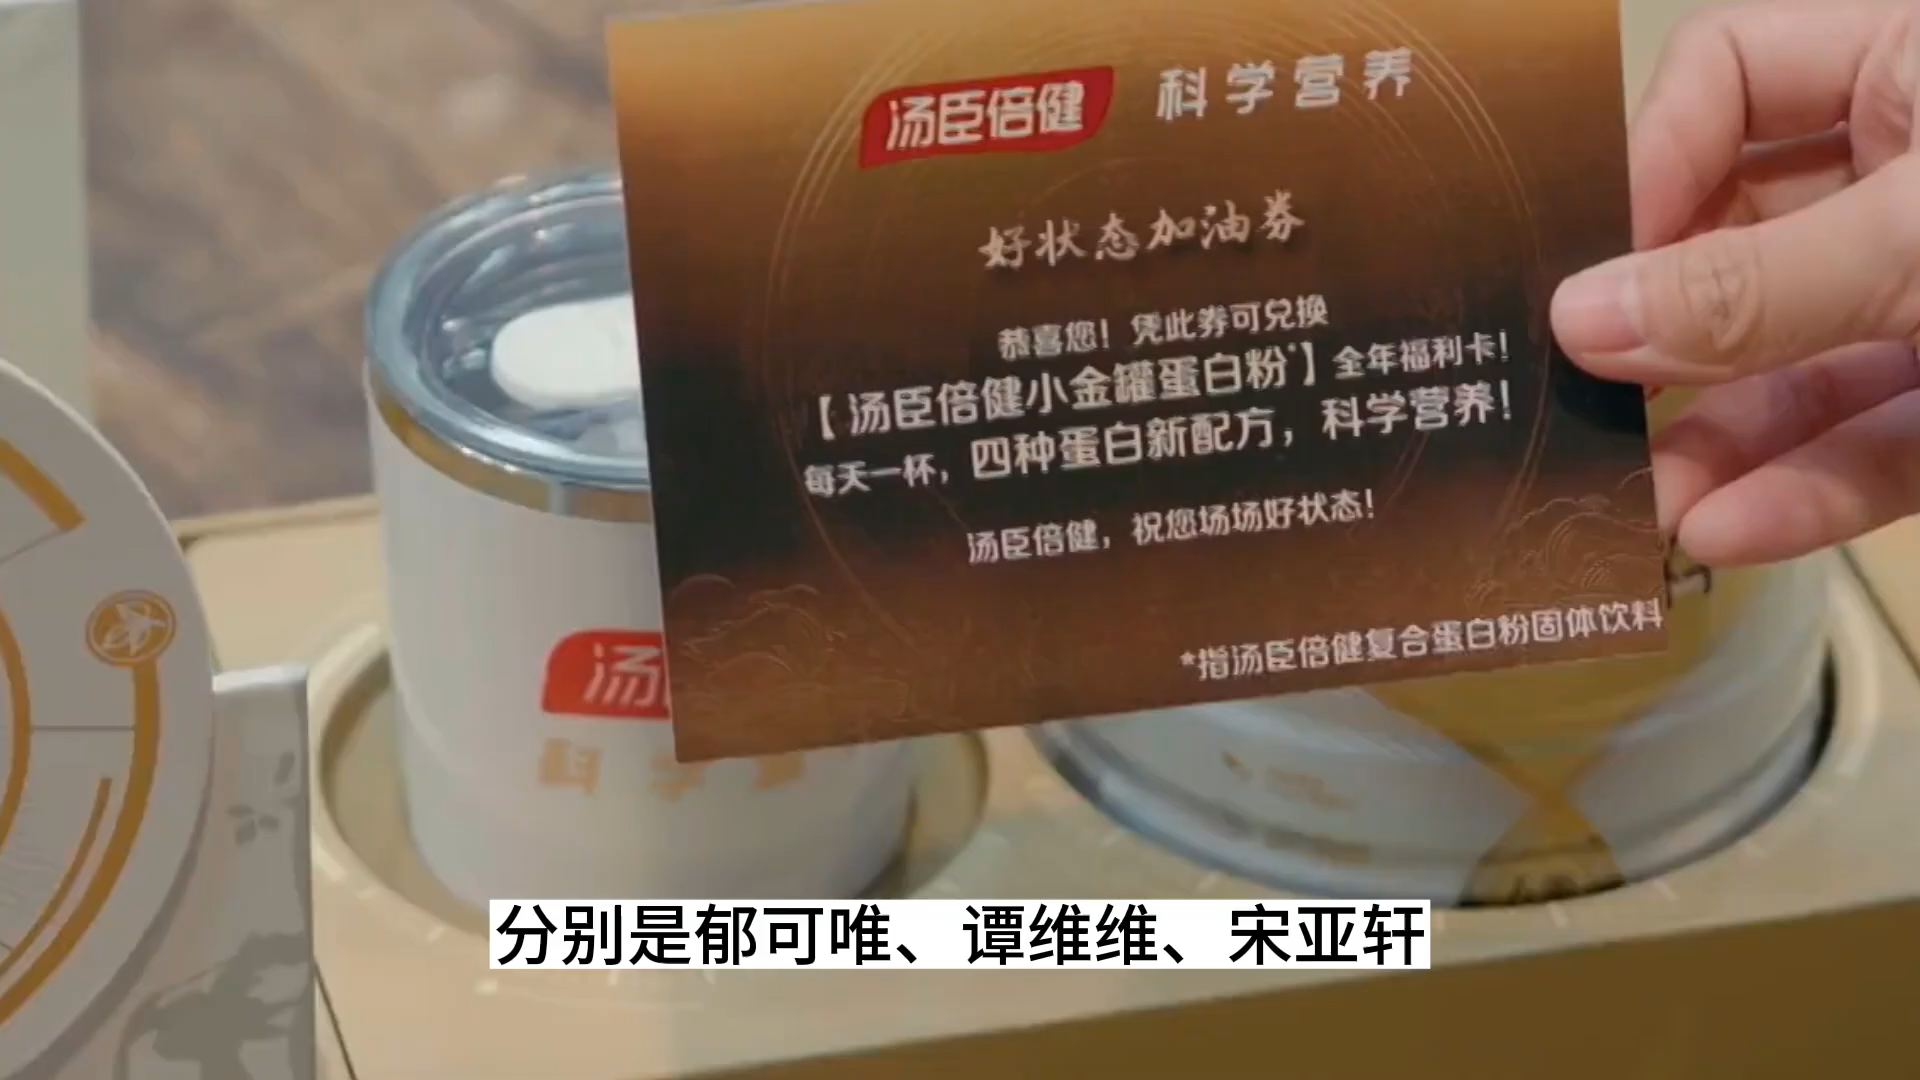 汤臣倍健 科学营养
好状态加油券
恭喜您！凭此券可兑换
【汤臣倍健小金罐蛋白粉*】全年福利卡！
每天一杯，四种蛋白新配方，科学营养！
汤臣倍健，祝您场场好状态！
*指汤臣倍健复合蛋白粉固体饮料
汤
科学营
分别是郁可唯、谭维维、宋亚轩